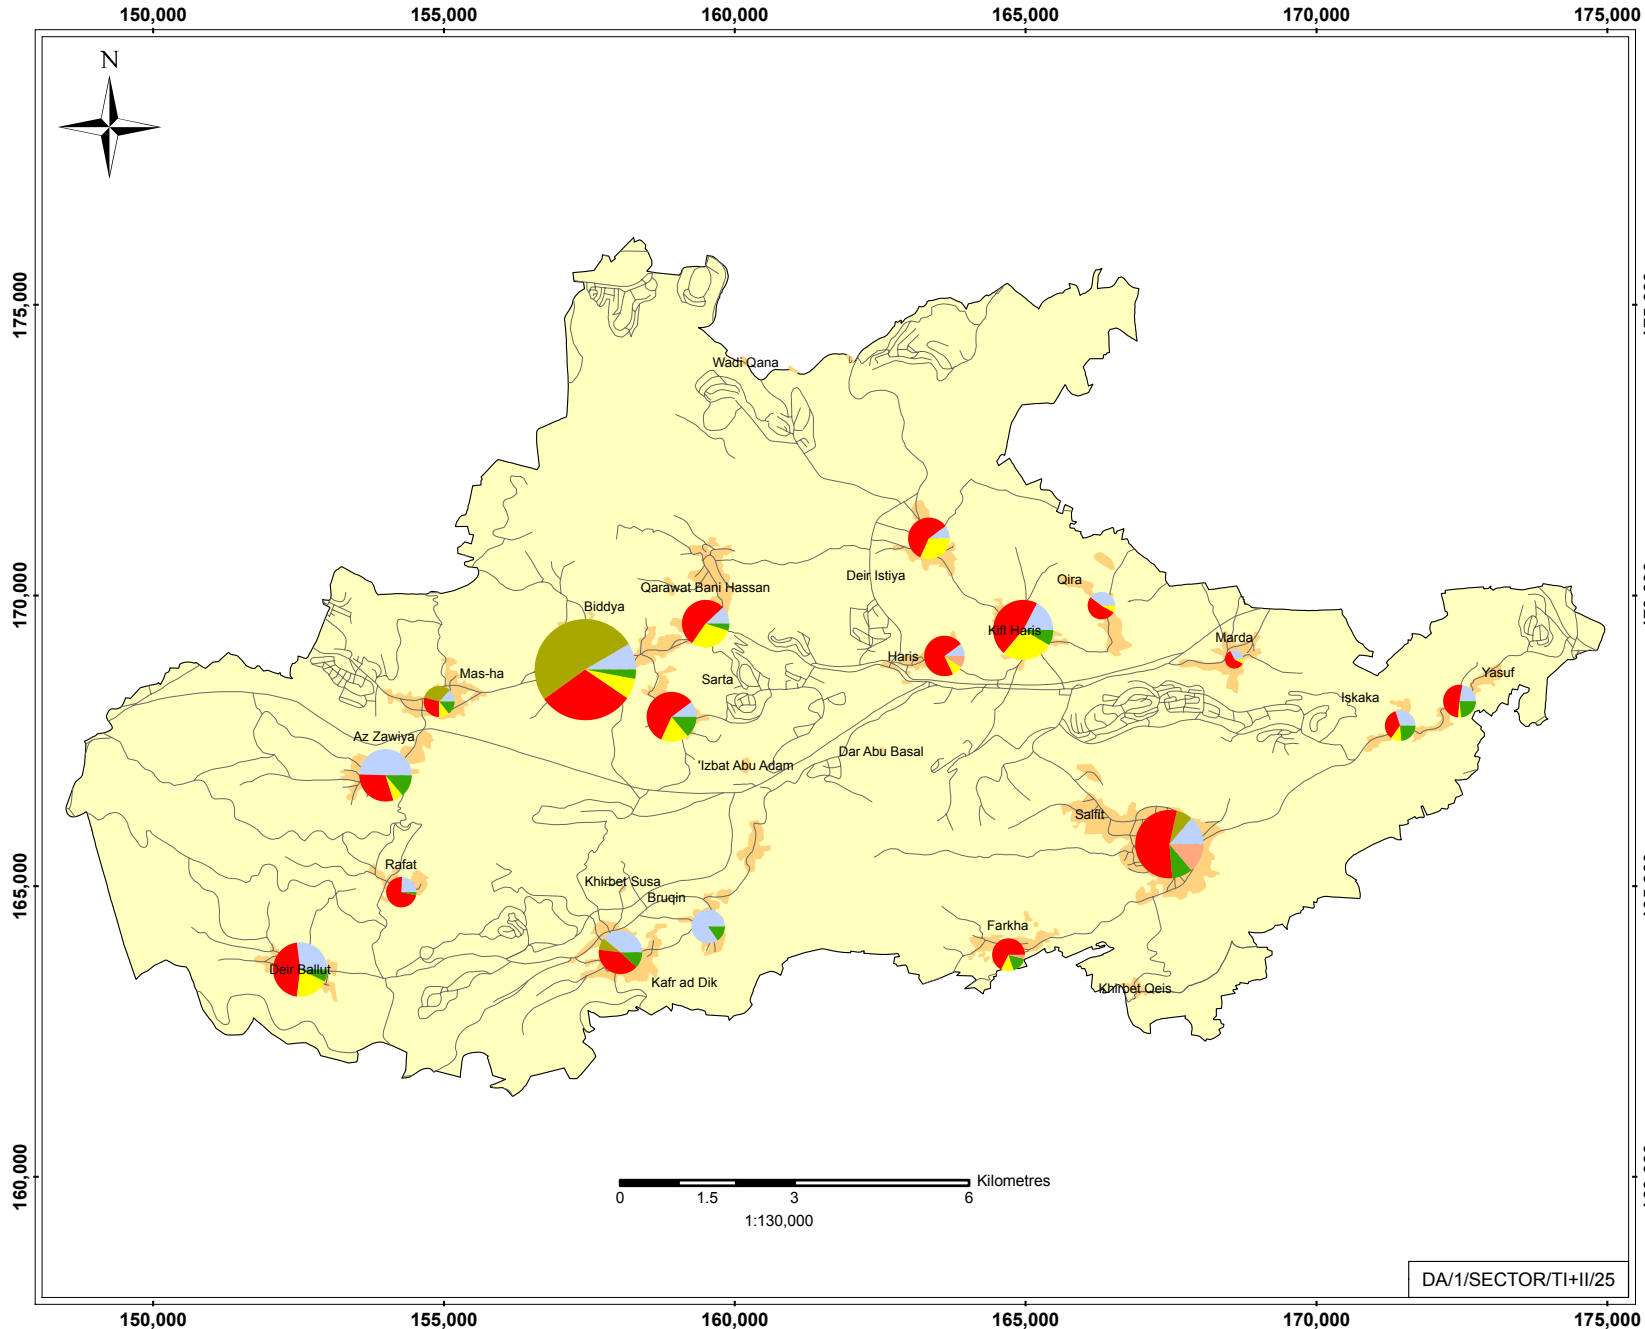 150,000 155,000 160,000 165,000 170,000 175,000
N
175,000
Wadi Qana
170,000
Deir Istiya
Qira
Qarawat Bani Hassan
Biddya
Kifl Haris
Marda
Haris
Mas-ha
Sarta
Yasuf
Iskaka
Az Zawiya
Dar Abu Basal
'Izbat Abu Adam
Salfit
165,000
Rafat
Khirbet Susa
Bruqin
Farkha
Deir Ballut
Kafr ad Dik
Khirbet Qeis
160,000
Kilometres
0 1.5 3 6
1:130,000
DA/1/SECTOR/TI+II/25
150,000 155,000 160,000 165,000 170,000 175,000